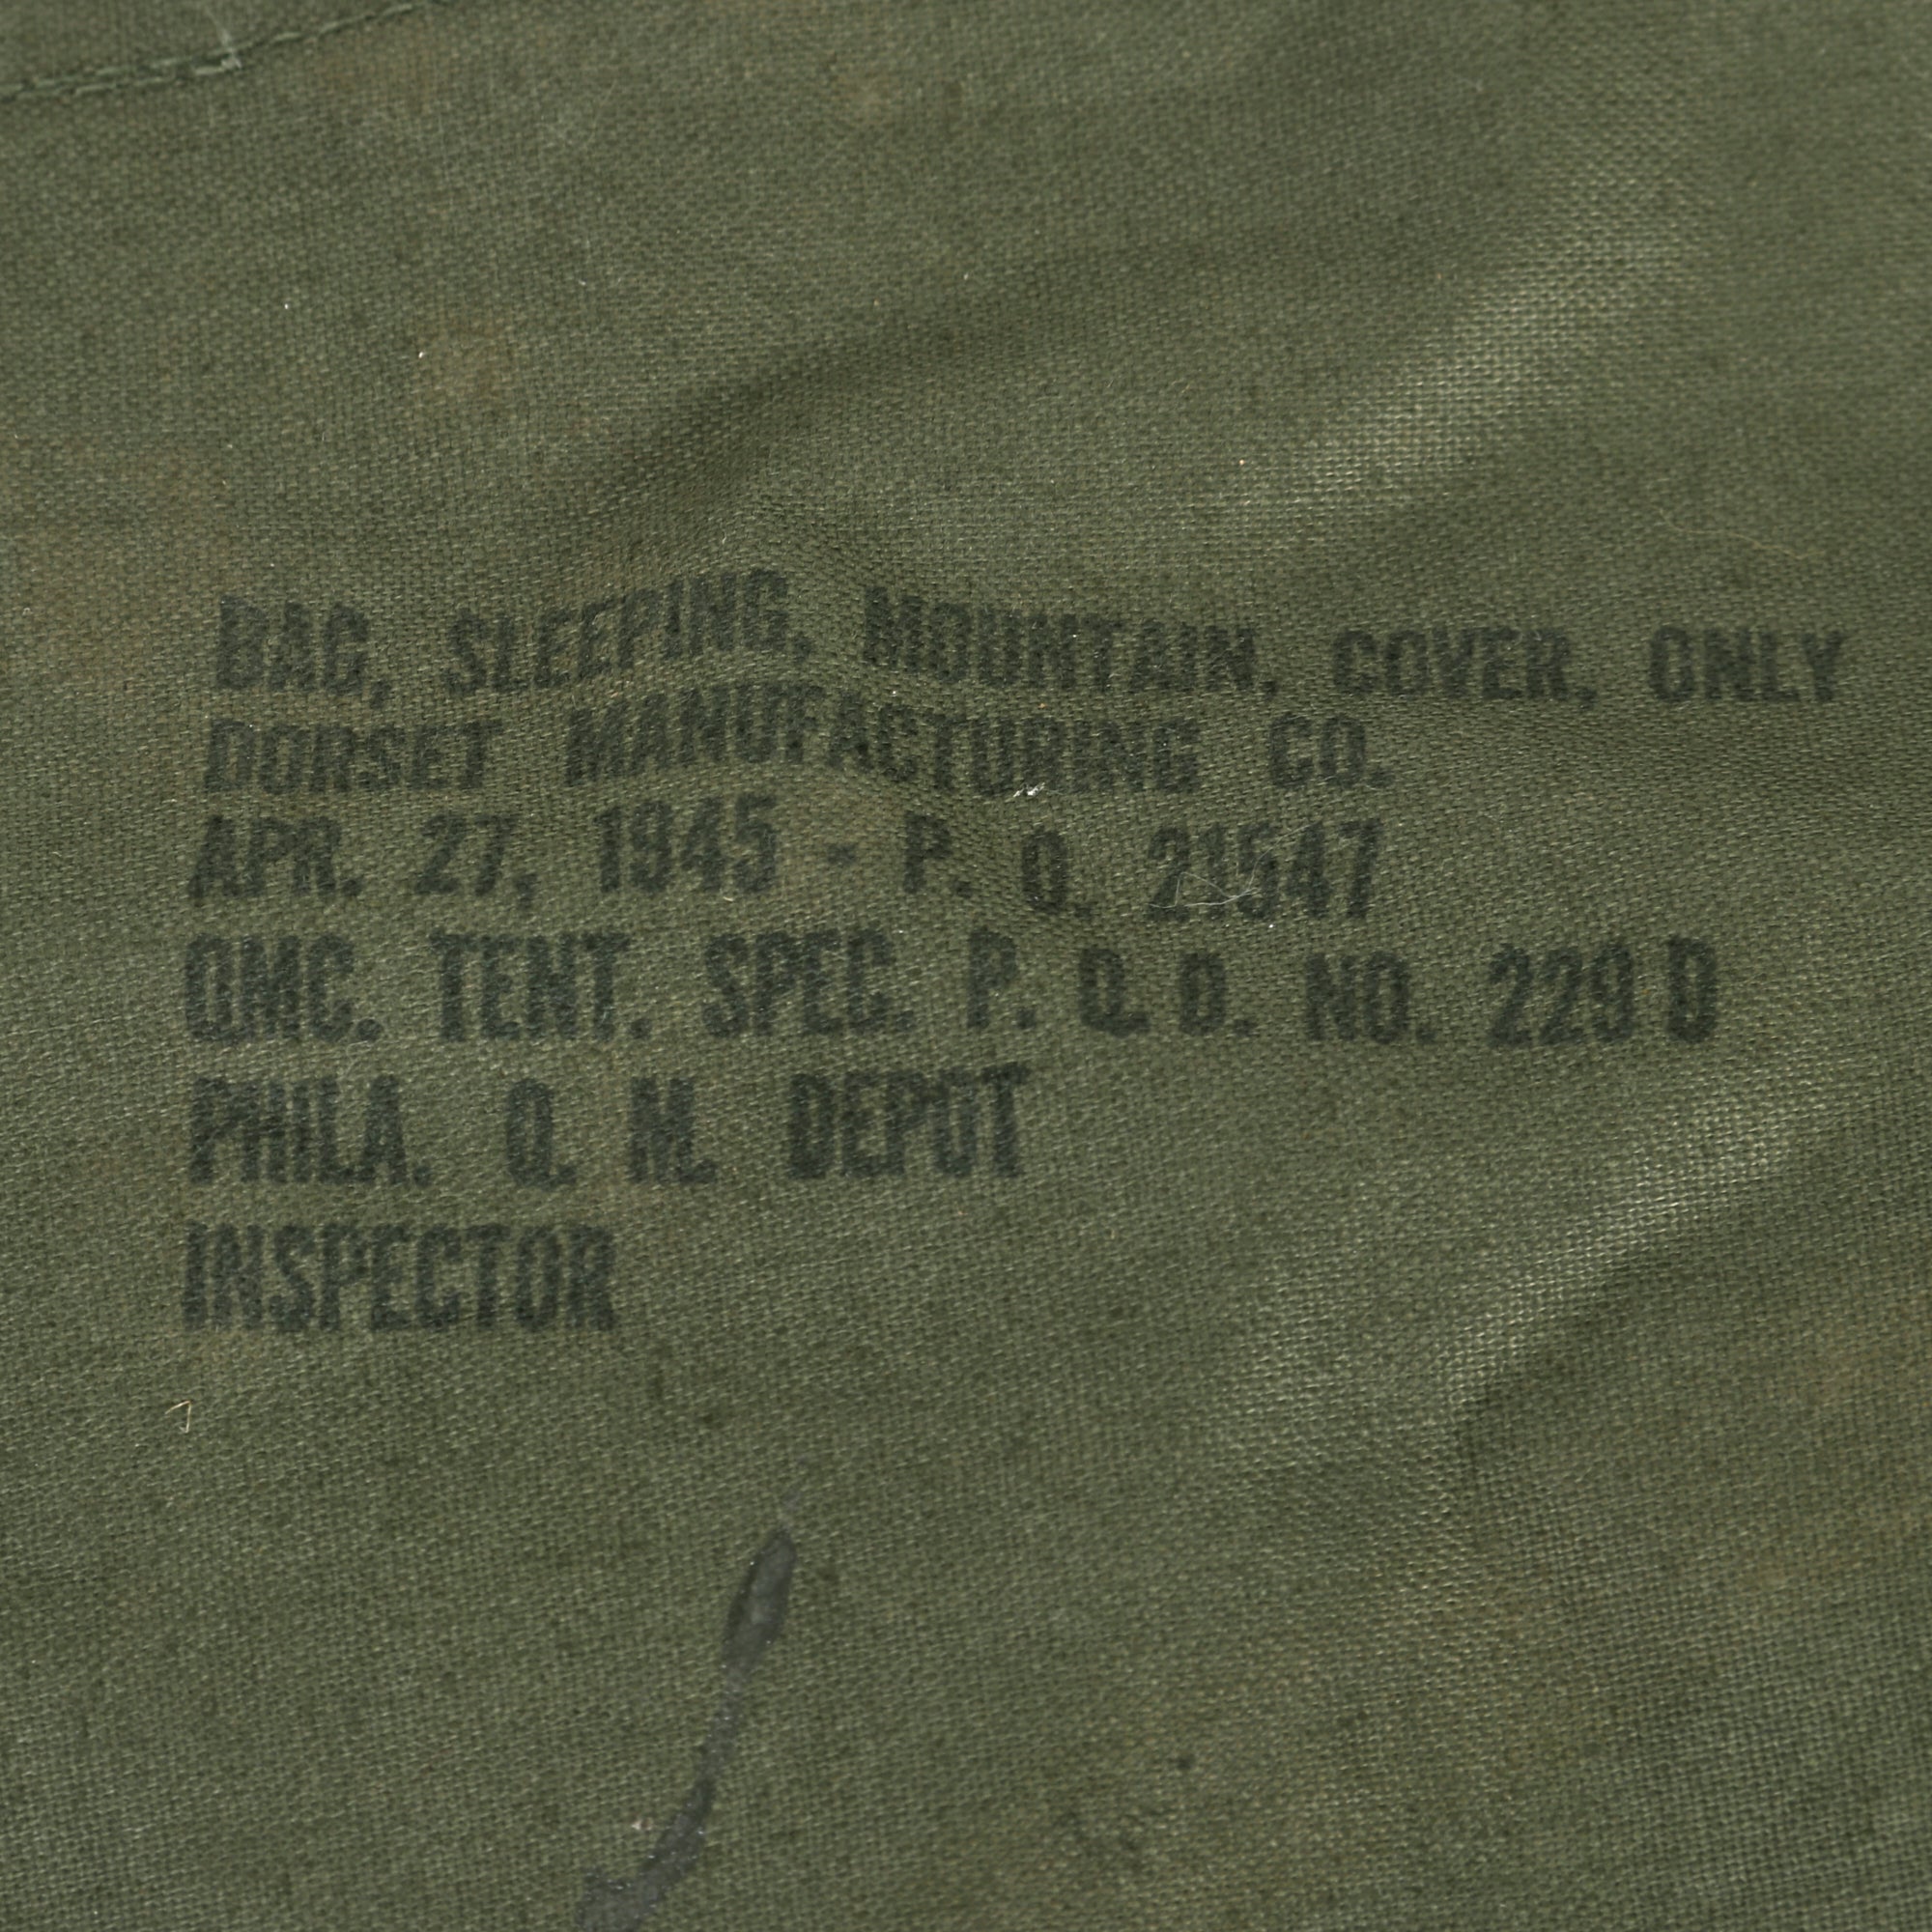 BAG, SLEEPING, MOUNTAIN, COVER, ONLY
DORSET MANUFACTURING CO.
APR. 27, 1945 - P. O. 21547
QMC. TENT. SPEC. P. Q. D. NO. 229 D
PHILA. Q. M. DEPOT
INSPECTOR